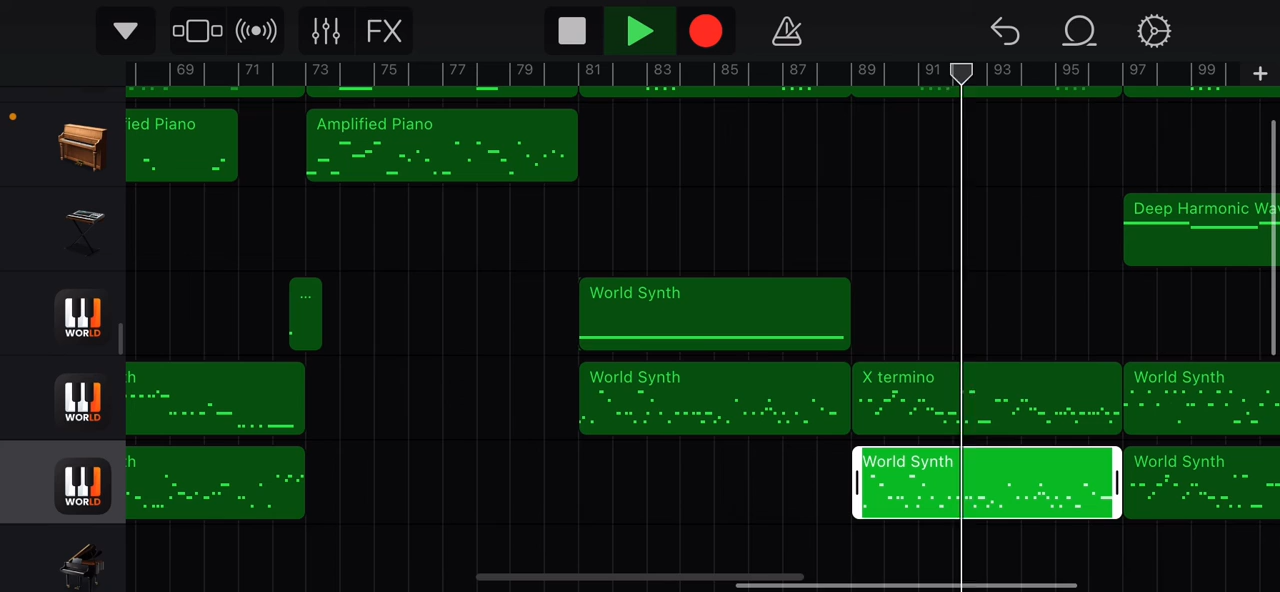 FX
69 71 73 75 77 79 81 83 85 87 89 91 93 95 97 99 +
ied Piano Amplified Piano
Deep Harmonic Wa
WORLD ... World Synth
WORLD h World Synth X termino World Synth
WORLD h World Synth World Synth